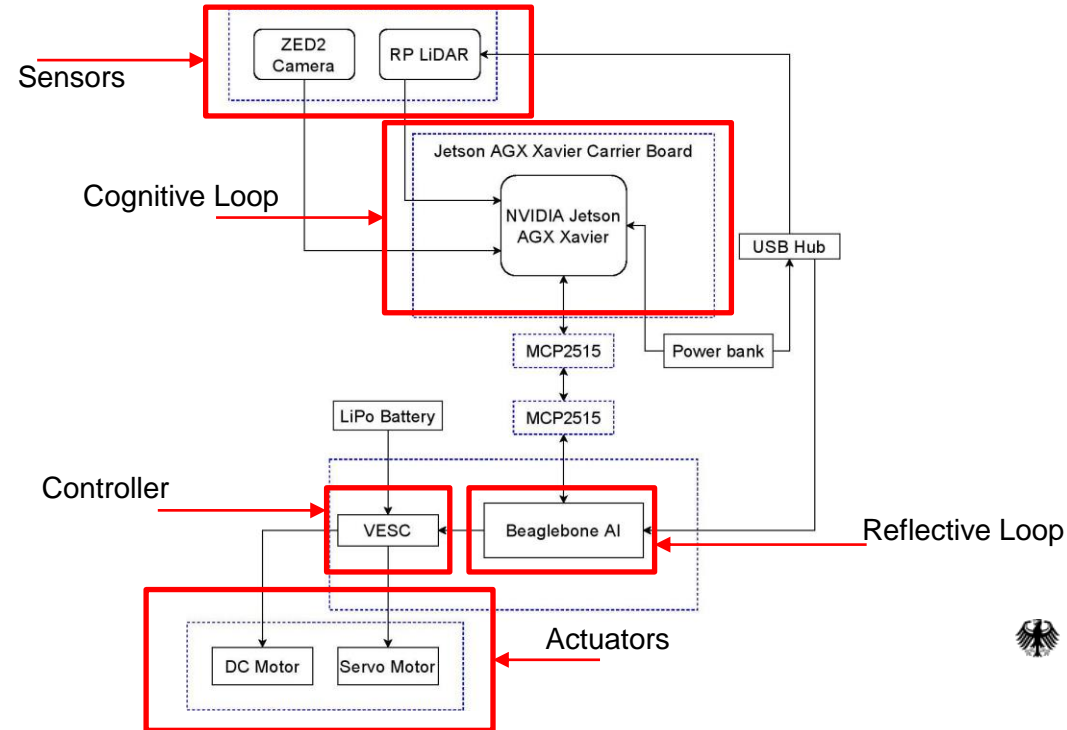 ZED2
Camera
RP LiDAR
Sensors
Jetson AGX Xavier Carrier Board
Cognitive Loop
NVIDIA Jetson
AGX Xavier
USB Hub
MCP2515
Power bank
MCP2515
LiPo Battery
Controller
VESC
Beaglebone AI
Reflective Loop
Actuators
DC Motor
Servo Motor